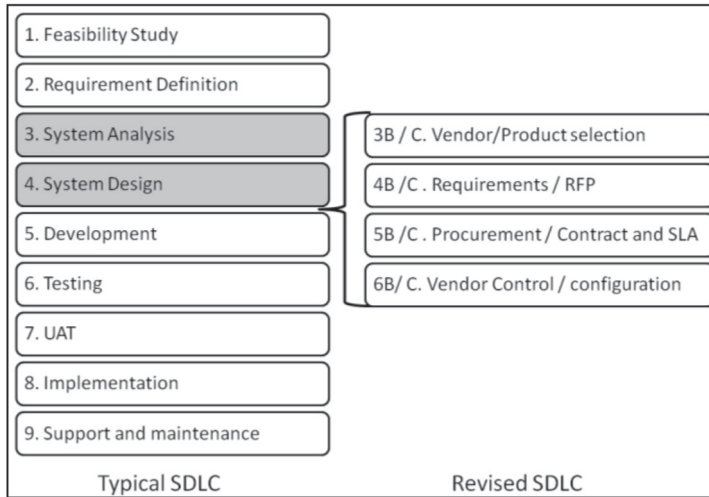 1. Feasibility Study
2. Requirement Definition
3. System Analysis
4. System Design
5. Development
6. Testing
7. UAT
8. Implementation
9. Support and maintenance
Typical SDLC
3B / C. Vendor/Product selection
4B /C . Requirements / RFP
5B /C . Procurement / Contract and SLA
6B/ C. Vendor Control / configuration
Revised SDLC